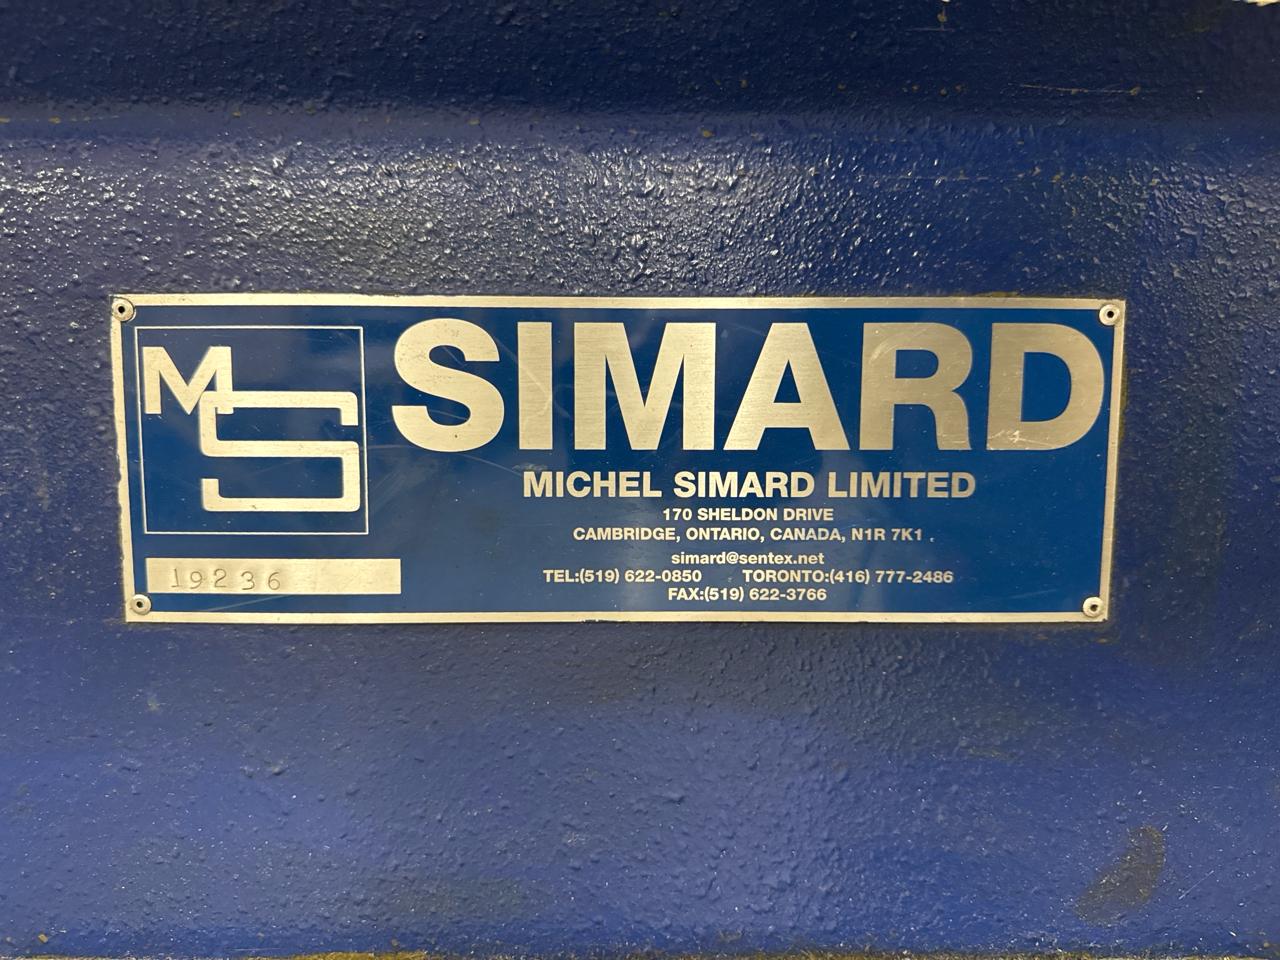 MS
SIMARD
MICHEL SIMARD LIMITED
170 SHELDON DRIVE
CAMBRIDGE, ONTARIO, CANADA, N1R 7K1 .
simard@sentex.net
TEL:(519) 622-0850 TORONTO:(416) 777-2486
FAX:(519) 622-3766
19236